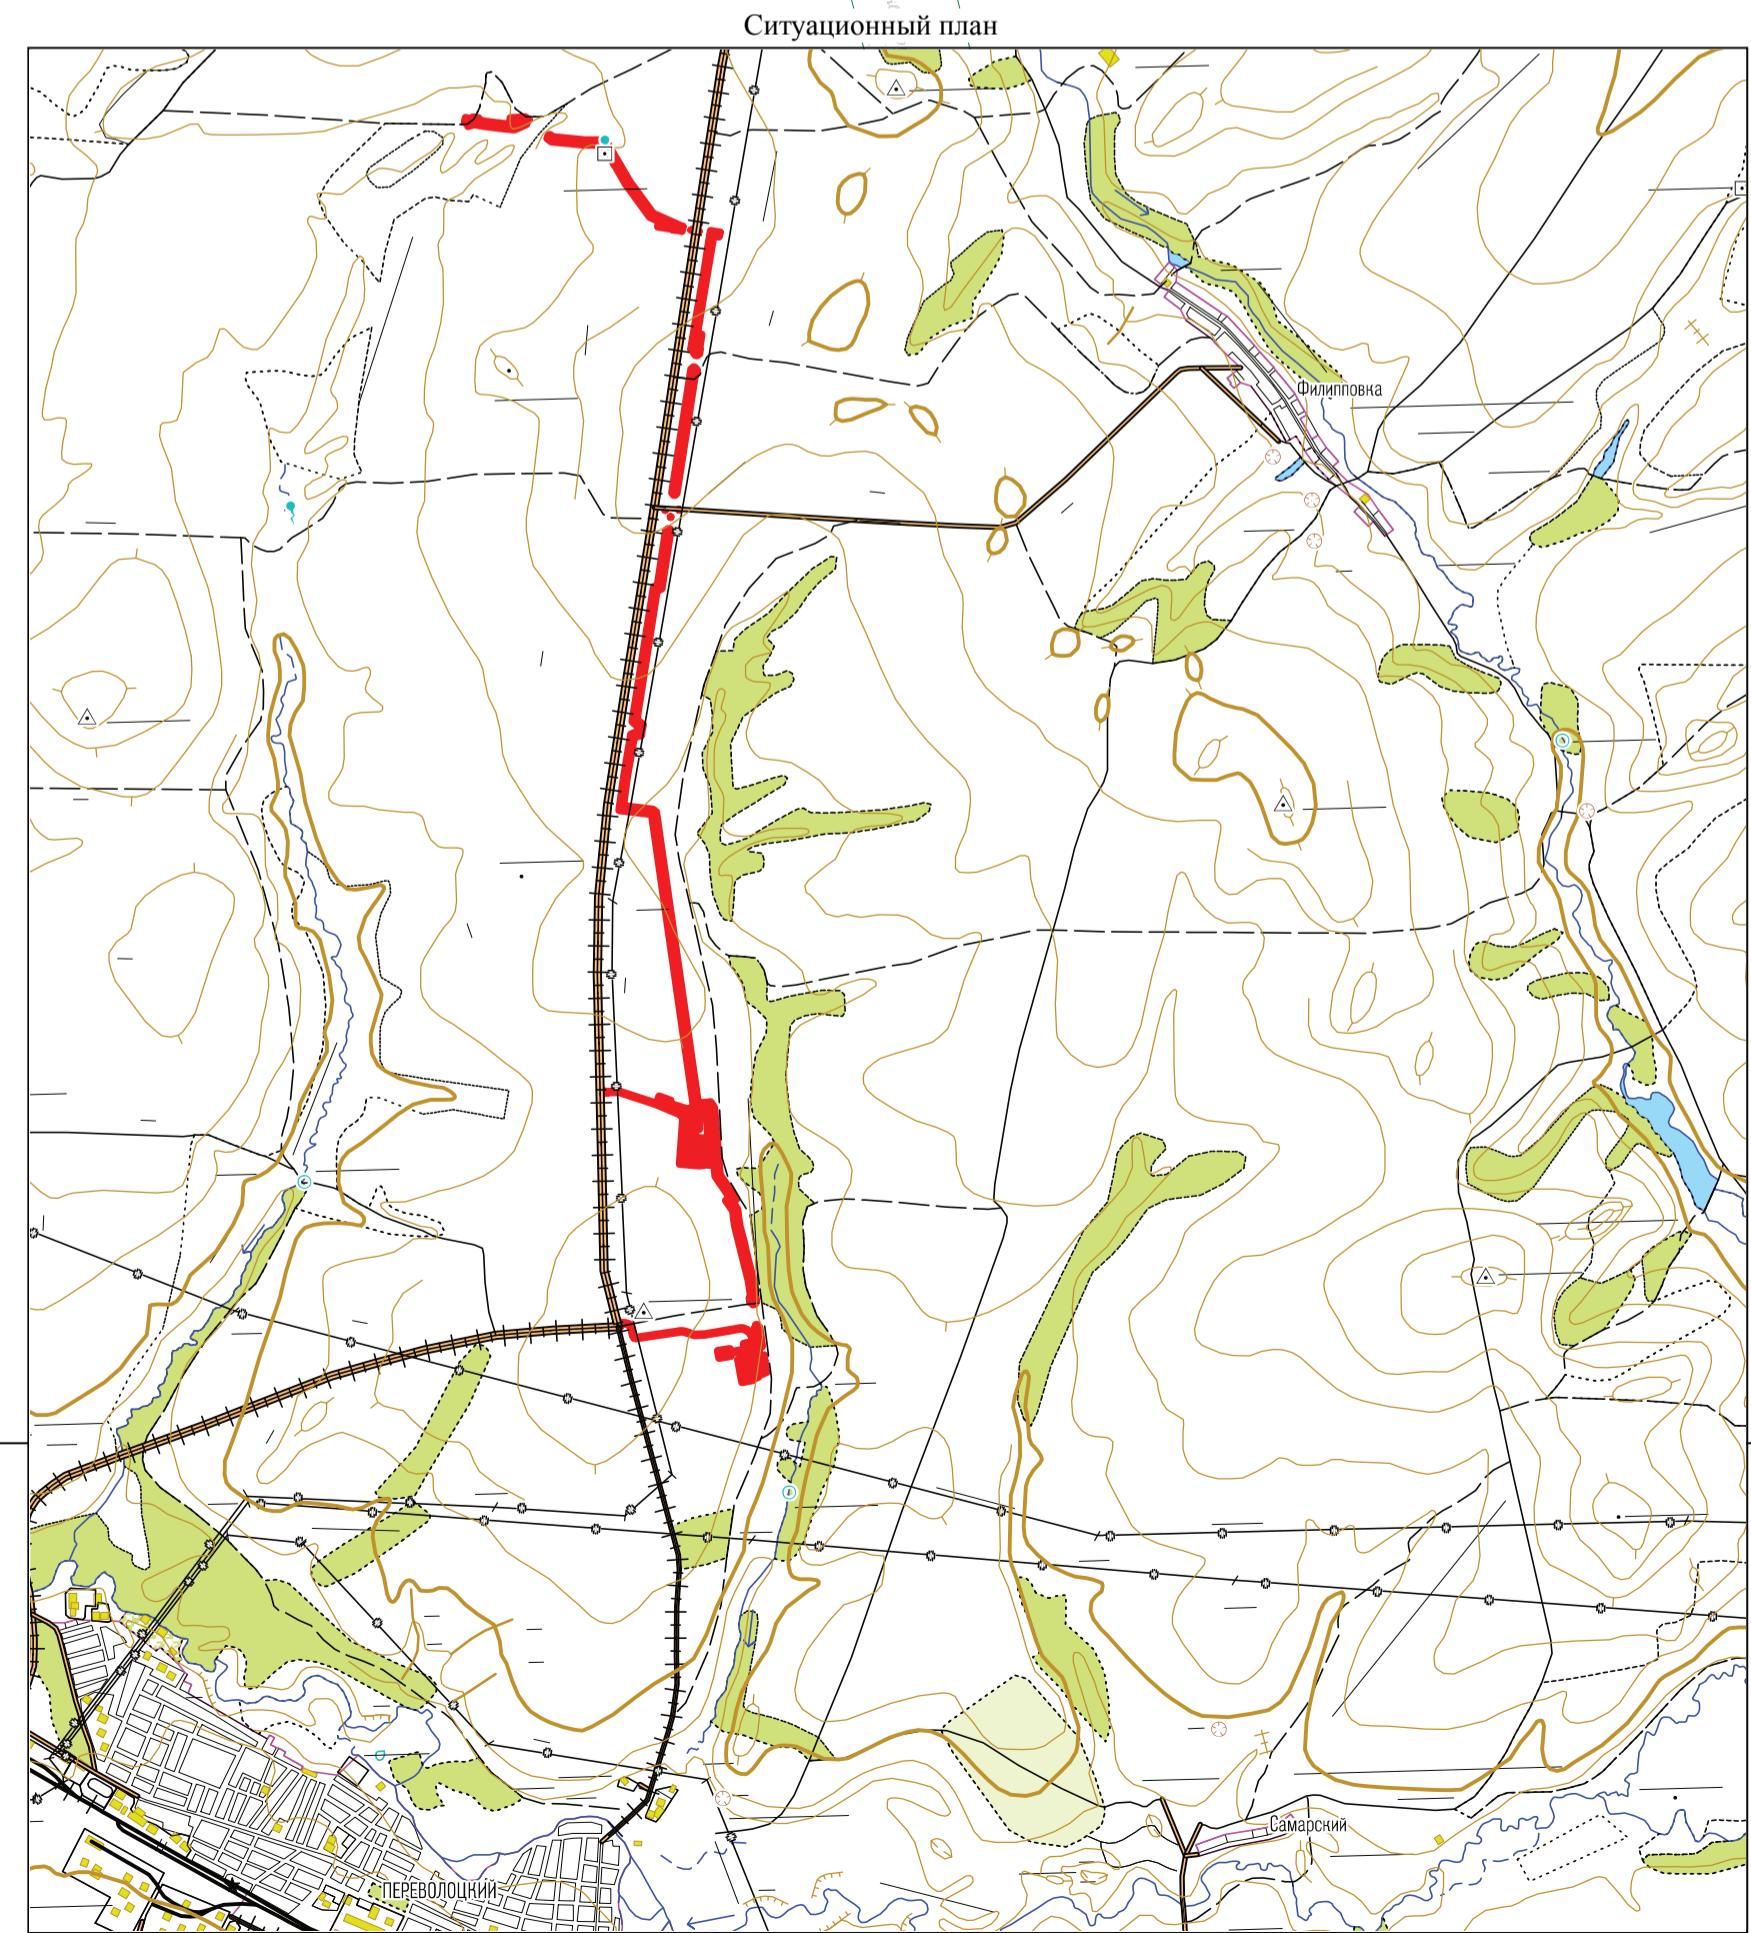 Ситуационный план
Филипповка
Самарский
ПЕРЕВОЛОЦКИЙ